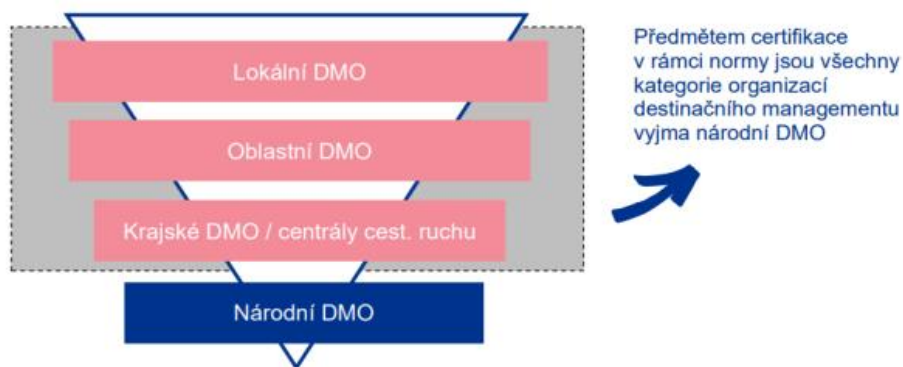 Lokální DMO
Oblastní DMO
Krajské DMO / centrály cest. ruchu
Národní DMO
Předmětem certifikace
v rámci normy jsou všechny
kategorie organizací
destinačního managementu
vyjma národní DMO